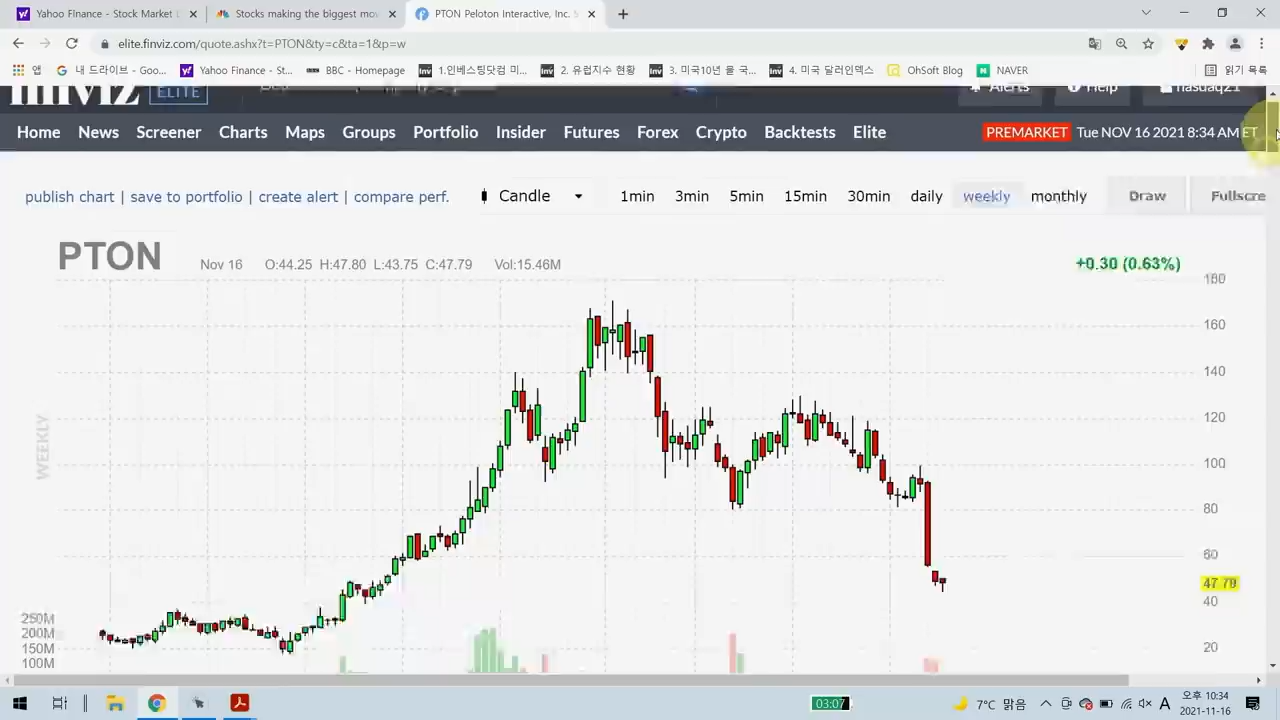 Yahoo Finance - Stock Market L
Stocks making the biggest mov
PTON Peloton Interactive, Inc. S
elite.finviz.com/quote.ashx?t=PTON&ty=c&ta=1&p=w
앱
내 드라이브 - Goo...
Yahoo Finance - St...
BBC - Homepage
1.인베스팅닷컴 미...
2. 유럽지수 현황
3. 미국10년 물 국...
4. 미국 달러인덱스
OhSoft Blog
NAVER
읽기 목록
finviz ELITE
Alerts Help nasdaq21
Home News Screener Charts Maps Groups Portfolio Insider Futures Forex Crypto Backtests Elite PREMARKET Tue NOV 16 2021 8:34 AM ET
publish chart | save to portfolio | create alert | compare perf. Candle 1min 3min 5min 15min 30min daily weekly monthly Draw Fullscre
PTON Nov 16 O:44.25 H:47.80 L:43.75 C:47.79 Vol:15.46M +0.30 (0.63%)
180
160
140
120
100
80
60
47.79
40
20
WEEKLY
250M
200M
150M
100M
03:07
7°C 맑음
A
오후 10:34
2021-11-16